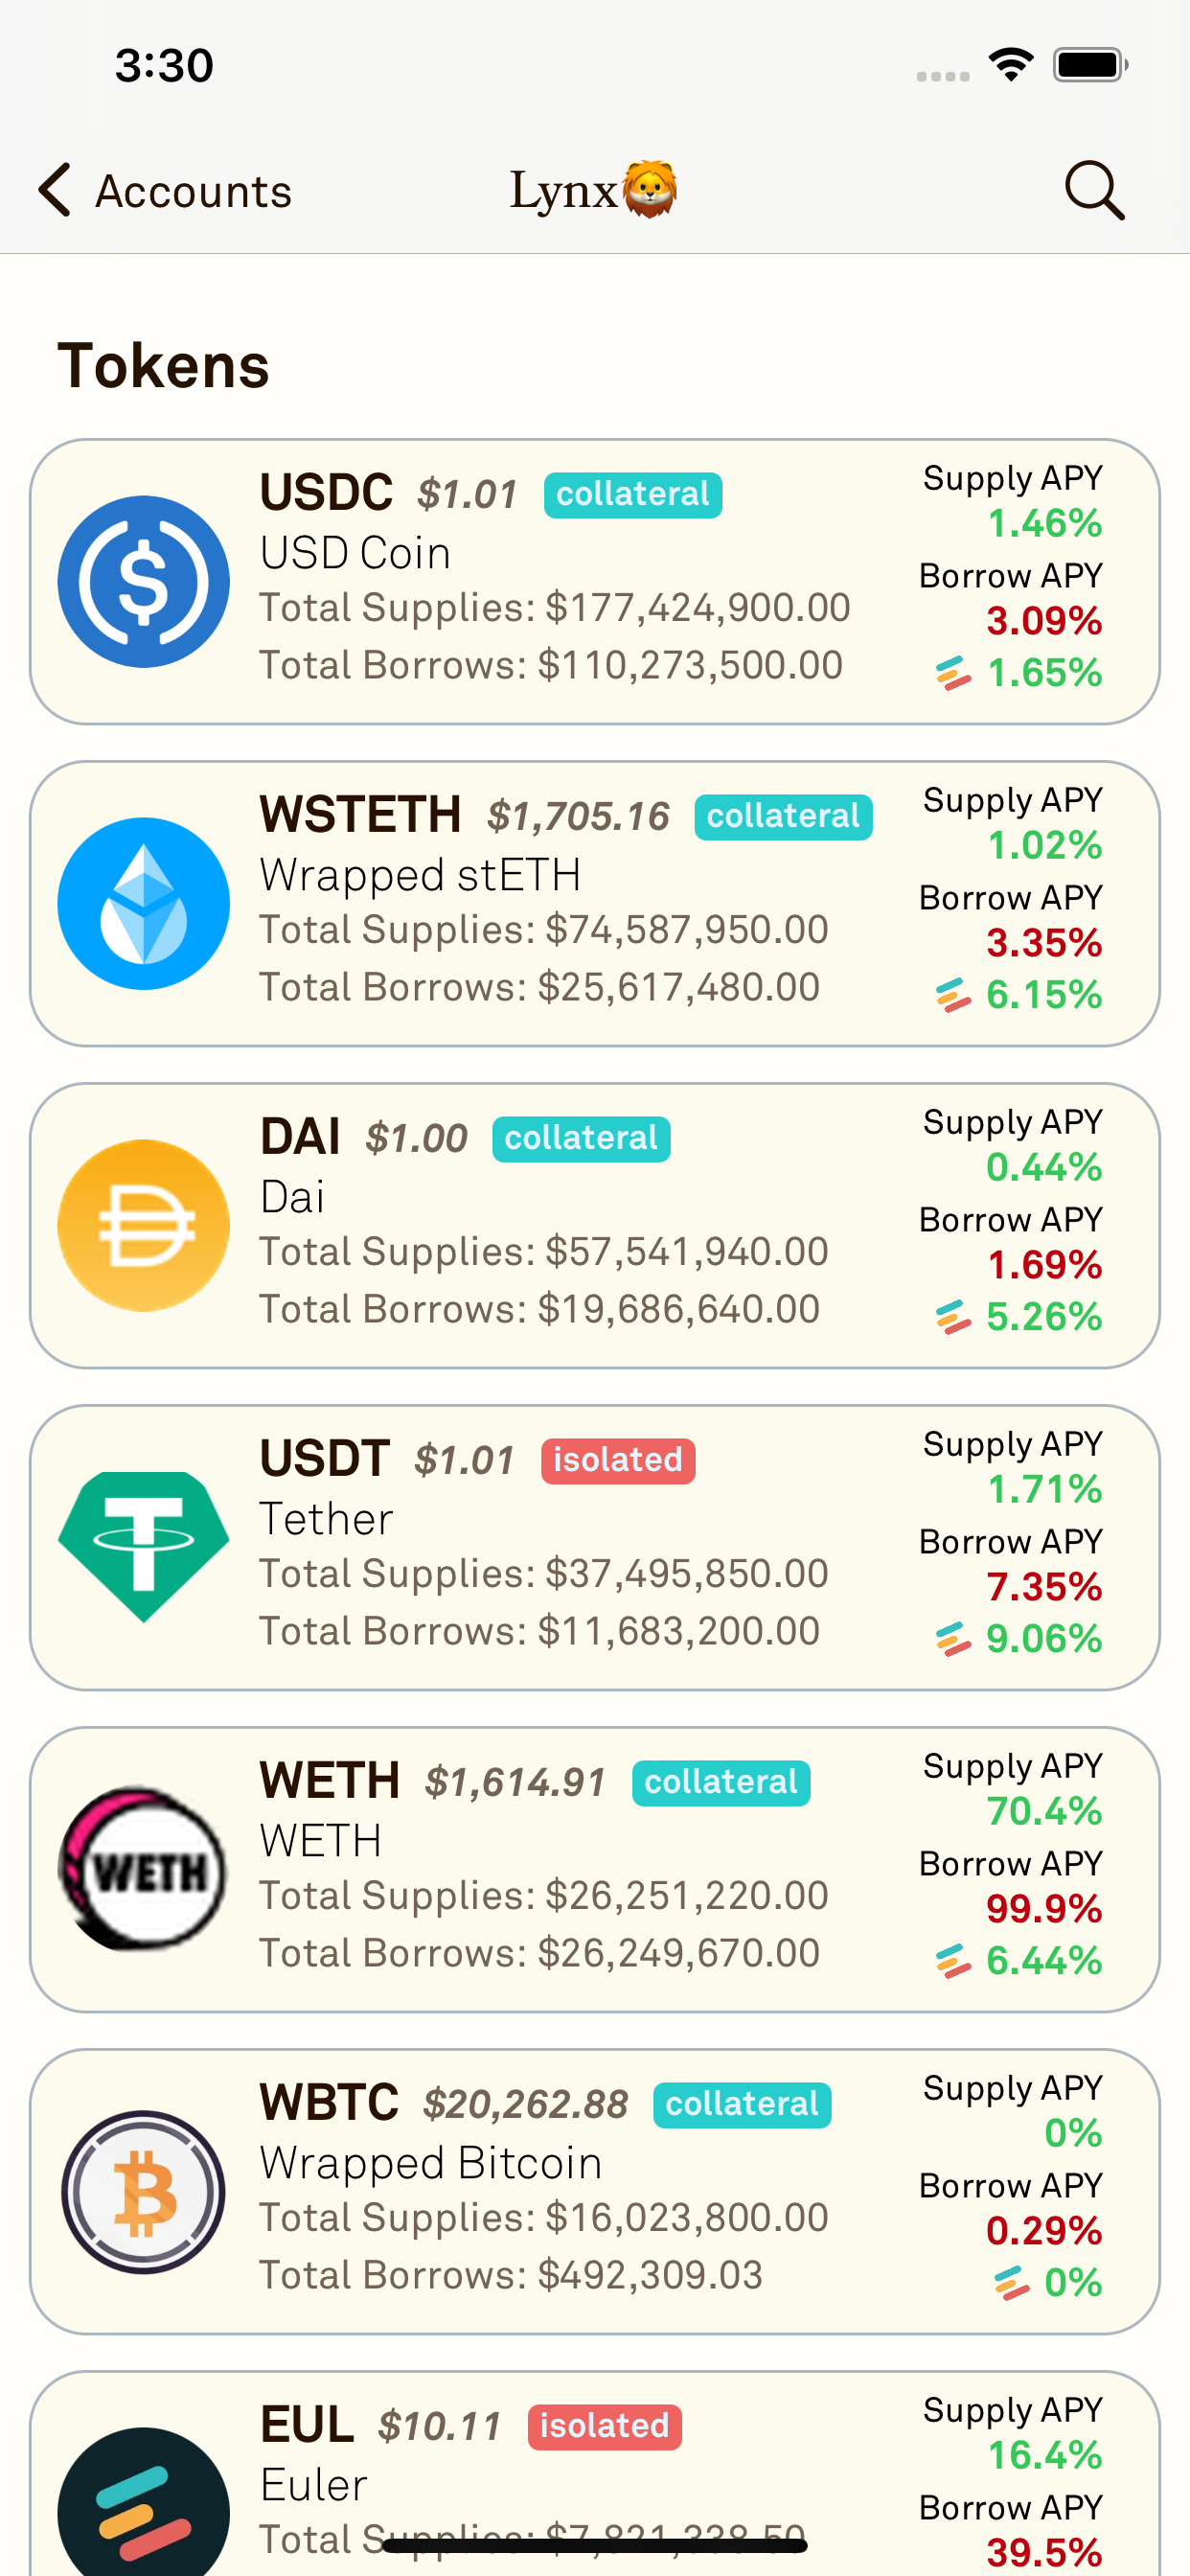 3:30
Accounts
Lynx🦁
Tokens
USDC $1.01 collateral
USD Coin
Total Supplies: $177,424,900.00
Total Borrows: $110,273,500.00
Supply APY
1.46%
Borrow APY
3.09%
1.65%
WSTETH $1,705.16 collateral
Wrapped stETH
Total Supplies: $74,587,950.00
Total Borrows: $25,617,480.00
Supply APY
1.02%
Borrow APY
3.35%
6.15%
DAI $1.00 collateral
Dai
Total Supplies: $57,541,940.00
Total Borrows: $19,686,640.00
Supply APY
0.44%
Borrow APY
1.69%
5.26%
USDT $1.01 isolated
Tether
Total Supplies: $37,495,850.00
Total Borrows: $11,683,200.00
Supply APY
1.71%
Borrow APY
7.35%
9.06%
WETH $1,614.91 collateral
WETH
WETH
Total Supplies: $26,251,220.00
Total Borrows: $26,249,670.00
Supply APY
70.4%
Borrow APY
99.9%
6.44%
WBTC $20,262.88 collateral
Wrapped Bitcoin
Total Supplies: $16,023,800.00
Total Borrows: $492,309.03
Supply APY
0%
Borrow APY
0.29%
0%
EUL $10.11 isolated
Euler
Total Supplies: $7,821,338.50
Supply APY
16.4%
Borrow APY
39.5%